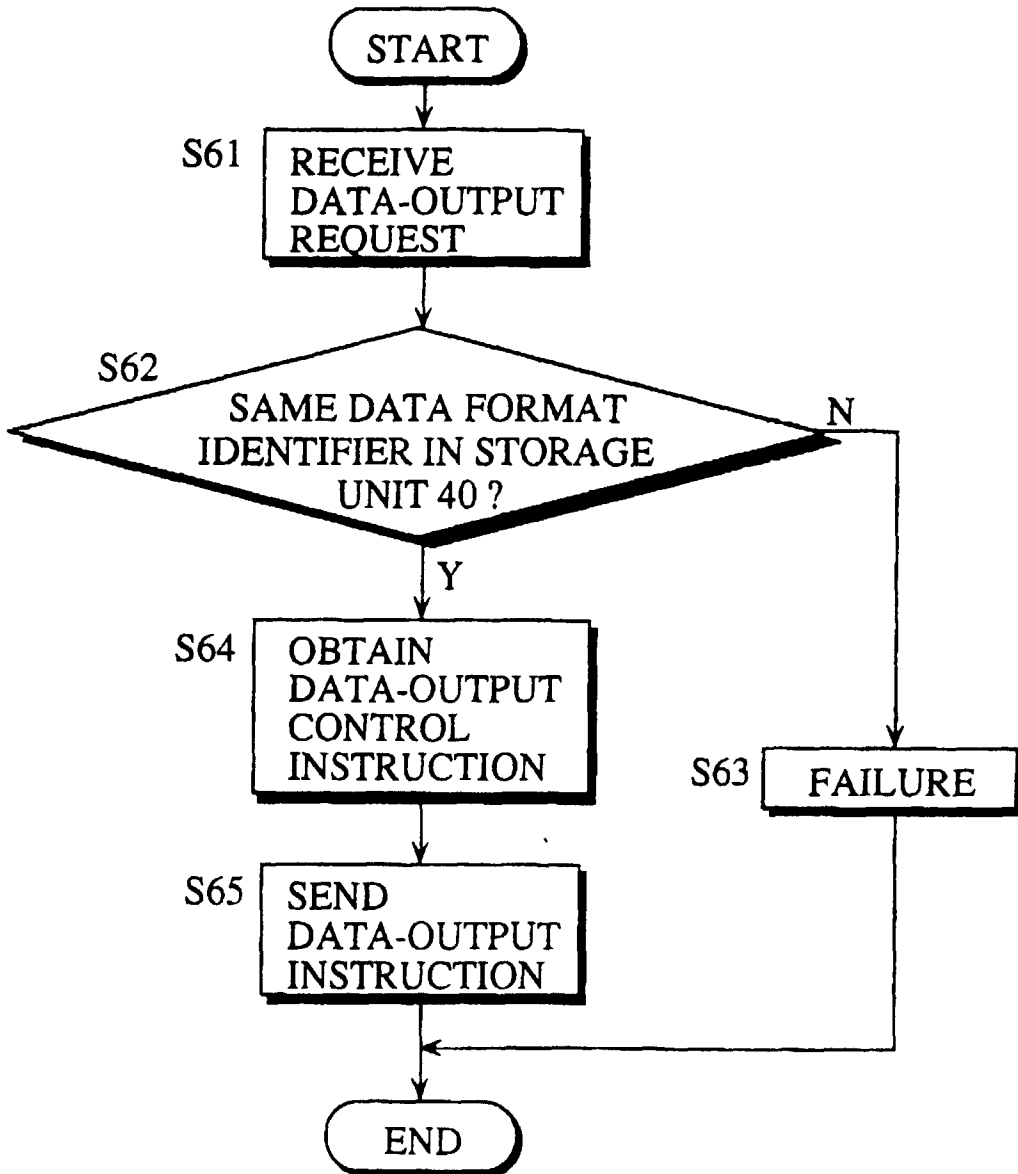 START
S61
RECEIVE
DATA-OUTPUT
REQUEST
S62
SAME DATA FORMAT
IDENTIFIER IN STORAGE
UNIT 40 ?
N
Y
S64
OBTAIN
DATA-OUTPUT
CONTROL
INSTRUCTION
S63
FAILURE
S65
SEND
DATA-OUTPUT
INSTRUCTION
END